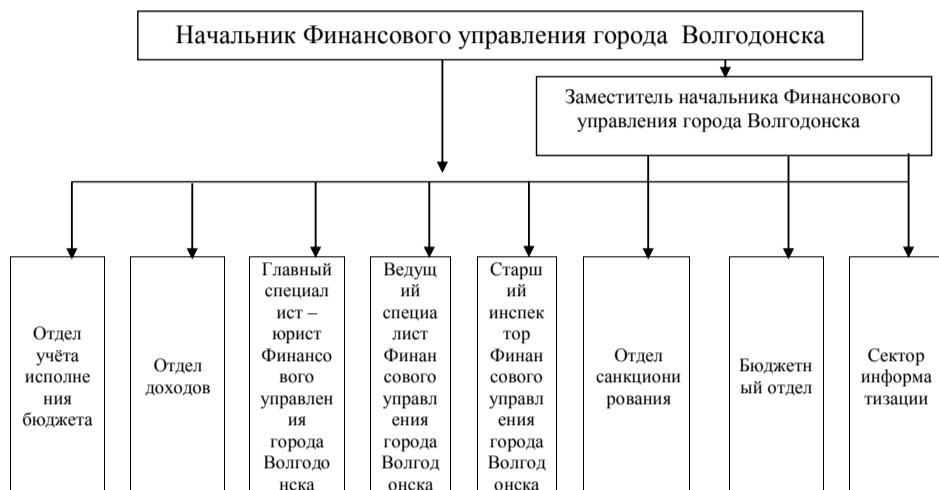 Начальник Финансового управления города Волгодонска
Заместитель начальника Финансового
управления города Волгодонска
Отдел
учёта
исполне
ния
бюджета
Отдел
доходов
Главный
специал
ист –
юрист
Финансо
вого
управлен
ия
города
Волгодо
нска
Ведущ
ий
специа
лист
Финан
сового
управл
ения
города
Волгод
онска
Старш
ий
инспек
тор
Финан
сового
управл
ения
города
Волгод
онска
Отдел
санкциони
рования
Бюджетн
ый отдел
Сектор
информа
тизации